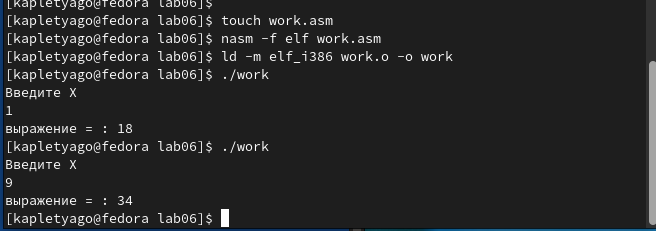 [kapletyago@fedora lab06]$
[kapletyago@fedora lab06]$ touch work.asm
[kapletyago@fedora lab06]$ nasm -f elf work.asm
[kapletyago@fedora lab06]$ ld -m elf_i386 work.o -o work
[kapletyago@fedora lab06]$ ./work
Введите X
1
выражение = : 18
[kapletyago@fedora lab06]$ ./work
Введите X
9
выражение = : 34
[kapletyago@fedora lab06]$